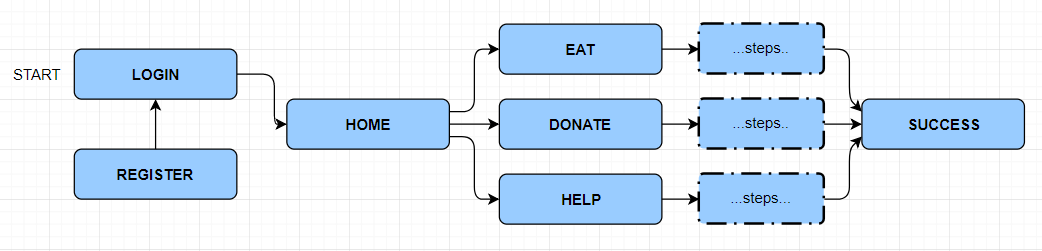 START
LOGIN
REGISTER
HOME
EAT
...steps..
DONATE
...steps..
HELP
...steps...
SUCCESS